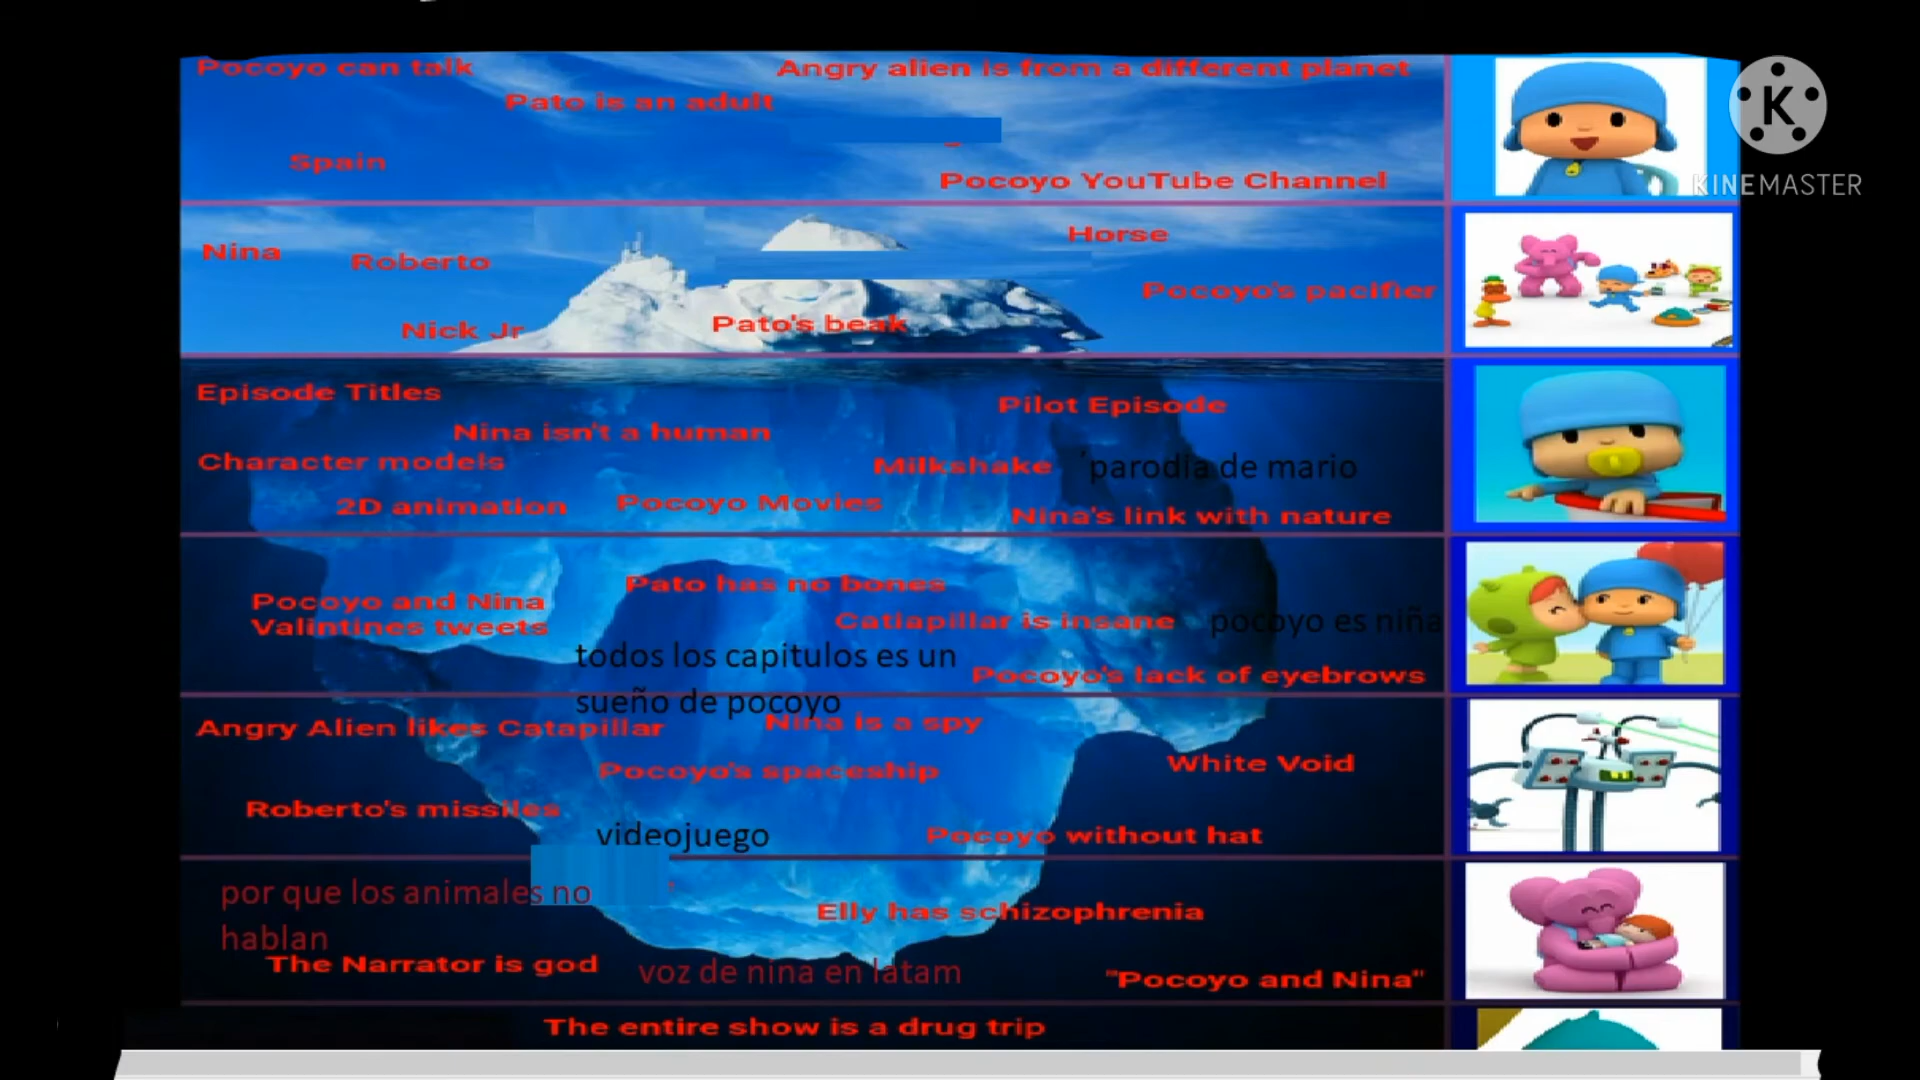 Pocoyo can talk
Angry alien is from a different planet
Pato is an adult
Spain
Pocoyo YouTube Channel
K
KINEMASTER
Nina
Roberto
Horse
Pocoyo's pacifier
Nick Jr
Pato's beak
Episode Titles
Pilot Episode
Nina isn't a human
Character models
Milkshake
'parodia de mario
2D animation
Pocoyo Movies
Nina's link with nature
Pato has no bones
Pocoyo and Nina
Valintines tweets
Catiapillar is insane
pocoyo es niña
todos los capitulos es un
sueño de pocoyo
Pocoyo's lack of eyebrows
Angry Alien likes Catapillar
Nina is a spy
Pocoyo's spaceship
White Void
Roberto's missiles
videojuego
Pocoyo without hat
por que los animales no
hablan
Elly has schizophrenia
The Narrator is god
voz de nina en latam
"Pocoyo and Nina"
The entire show is a drug trip